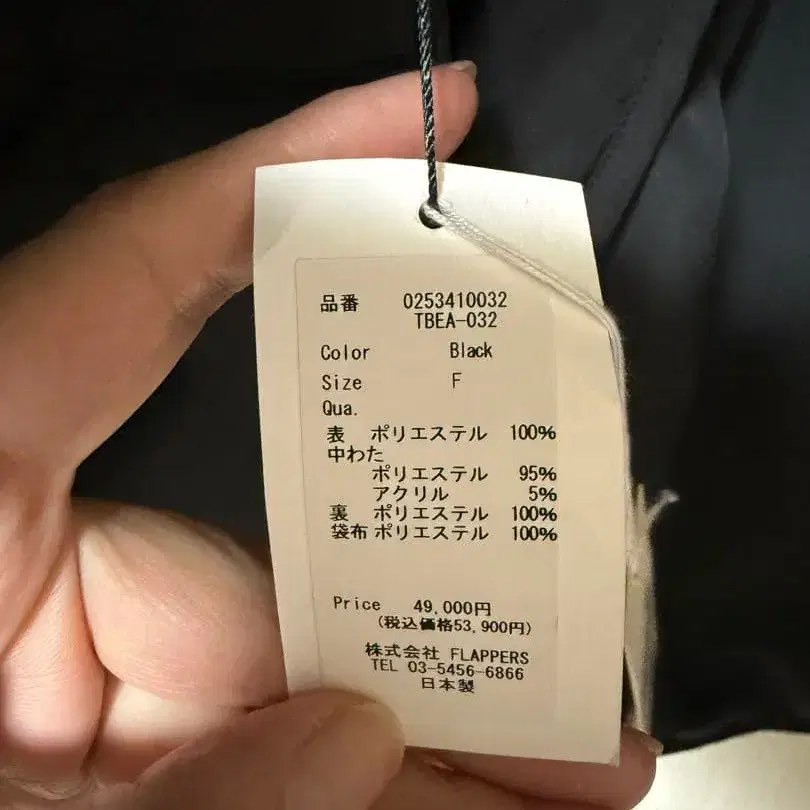 品番 0253410032
TBEA-032
Color Black
Size F
Qua.
表 ポリエステル 100%
中わた
ポリエステル 95%
アクリル 5%
裏 ポリエステル 100%
袋布 ポリエステル 100%
Price 49,000円
(税込価格53,900円)
株式会社 FLAPPERS
TEL 03-5456-6866
日本製